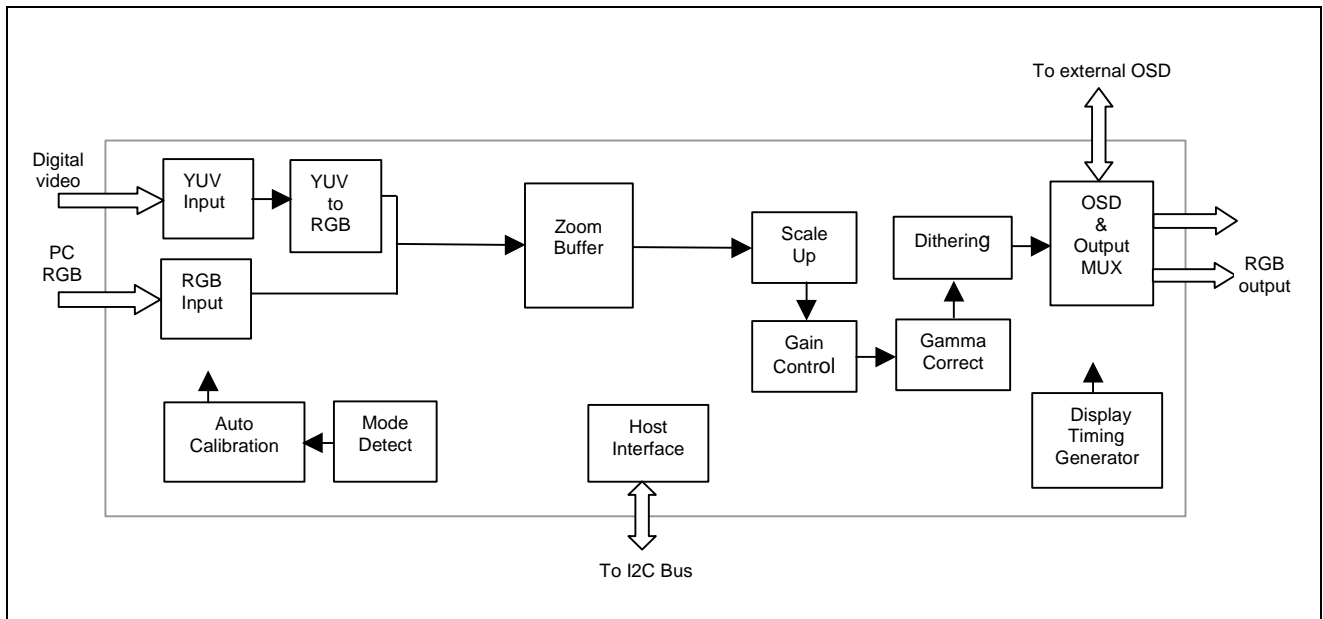 To external OSD
Digital
video
YUV
Input
YUV
to
RGB
PC
RGB
RGB
Input
Zoom
Buffer
Scale
Up
Gain
Control
Gamma
Correct
Dithering
OSD
&
Output
MUX
RGB
output
Auto
Calibration
Mode
Detect
Host
Interface
Display
Timing
Generator
To I2C Bus